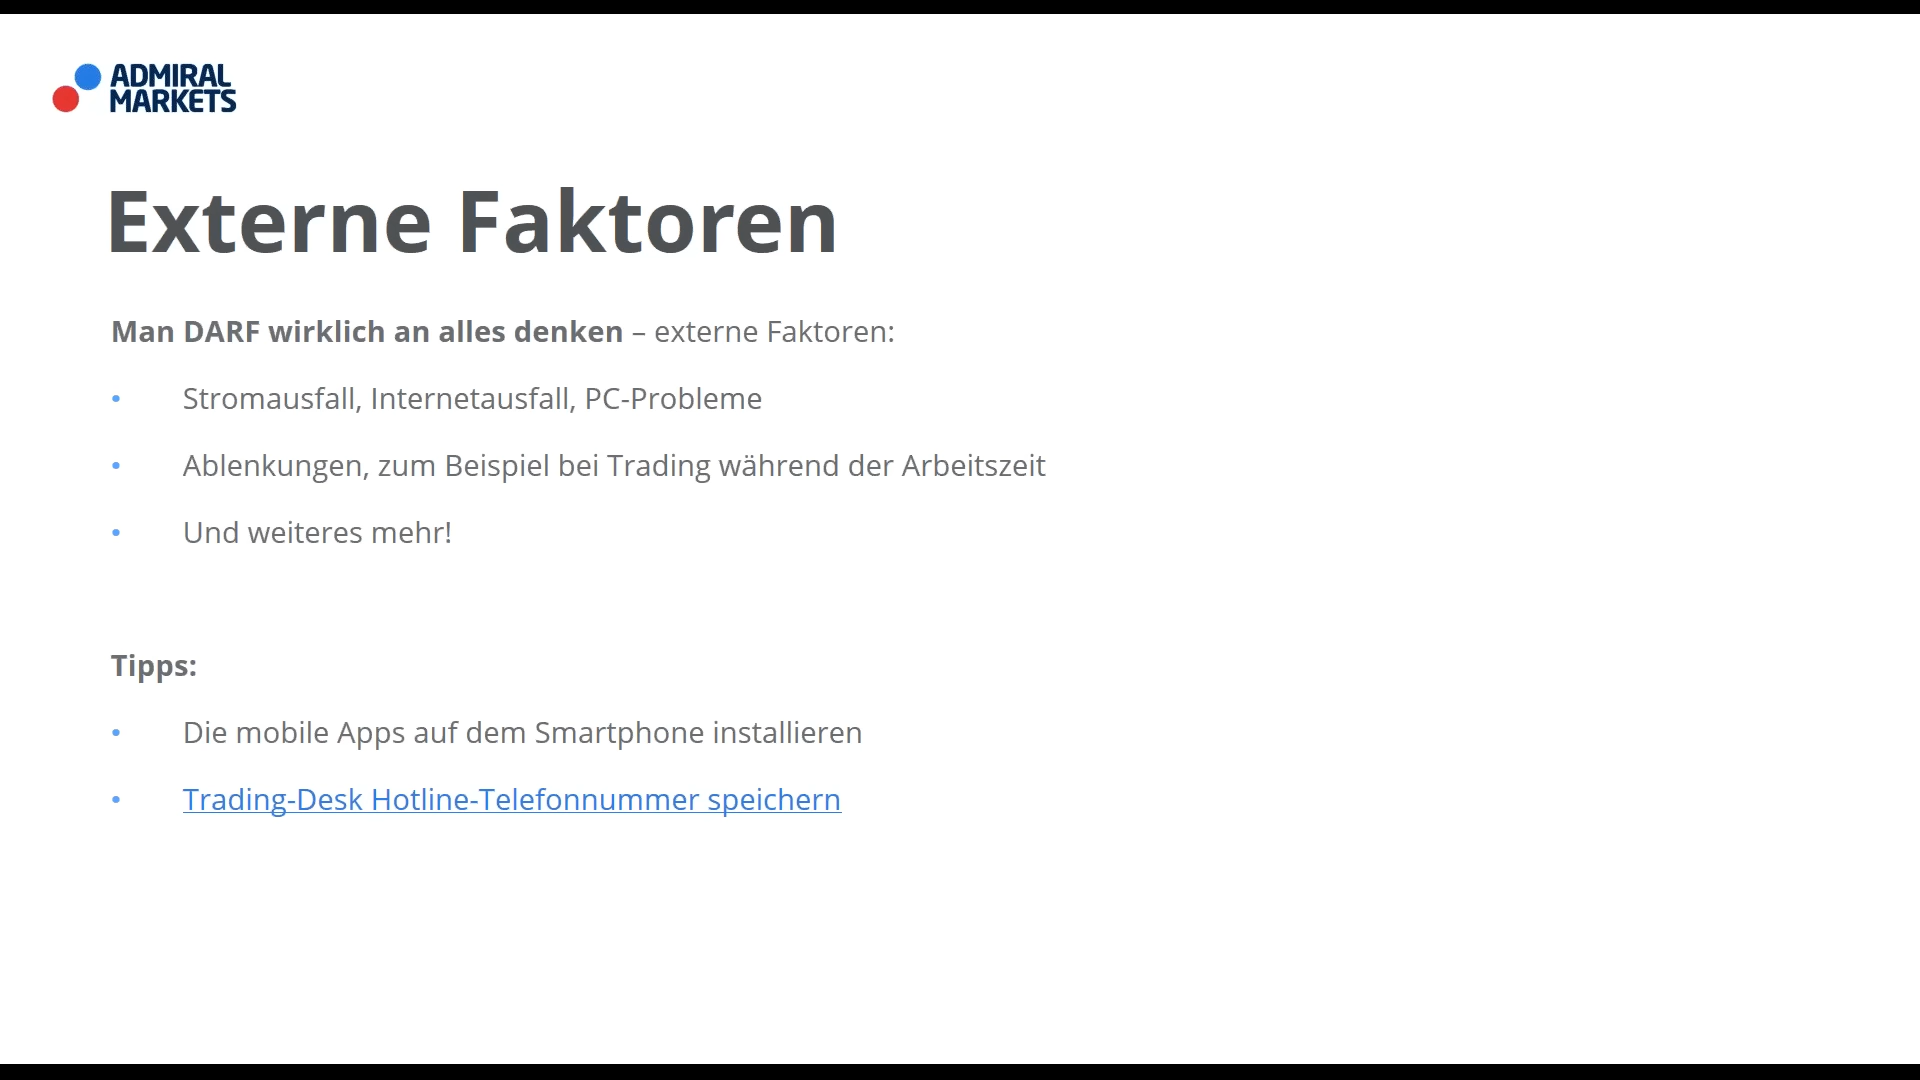 ADMIRAL
MARKETS
Externe Faktoren
Man DARF wirklich an alles denken – externe Faktoren:
• Stromausfall, Internetausfall, PC-Probleme
• Ablenkungen, zum Beispiel bei Trading während der Arbeitszeit
• Und weiteres mehr!
Tipps:
• Die mobile Apps auf dem Smartphone installieren
• Trading-Desk Hotline-Telefonnummer speichern